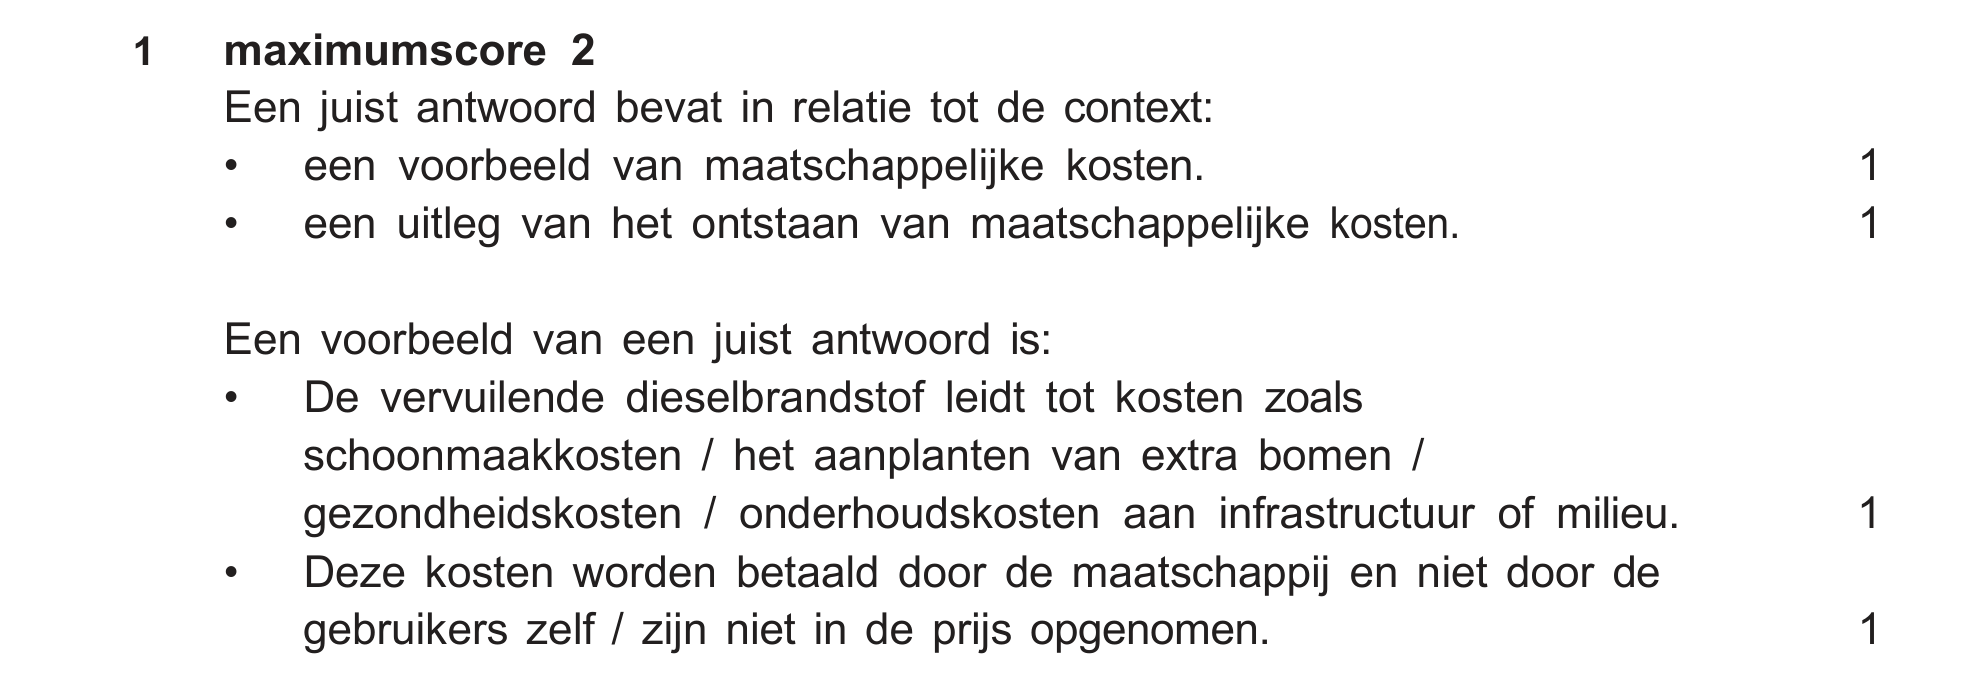 1 maximumscore 2
Een juist antwoord bevat in relatie tot de context:
• een voorbeeld van maatschappelijke kosten. 1
• een uitleg van het ontstaan van maatschappelijke kosten. 1
Een voorbeeld van een juist antwoord is:
• De vervuilende dieselbrandstof leidt tot kosten zoals
schoonmaakkosten / het aanplanten van extra bomen /
gezondheidskosten / onderhoudskosten aan infrastructuur of milieu. 1
• Deze kosten worden betaald door de maatschappij en niet door de
gebruikers zelf / zijn niet in de prijs opgenomen. 1